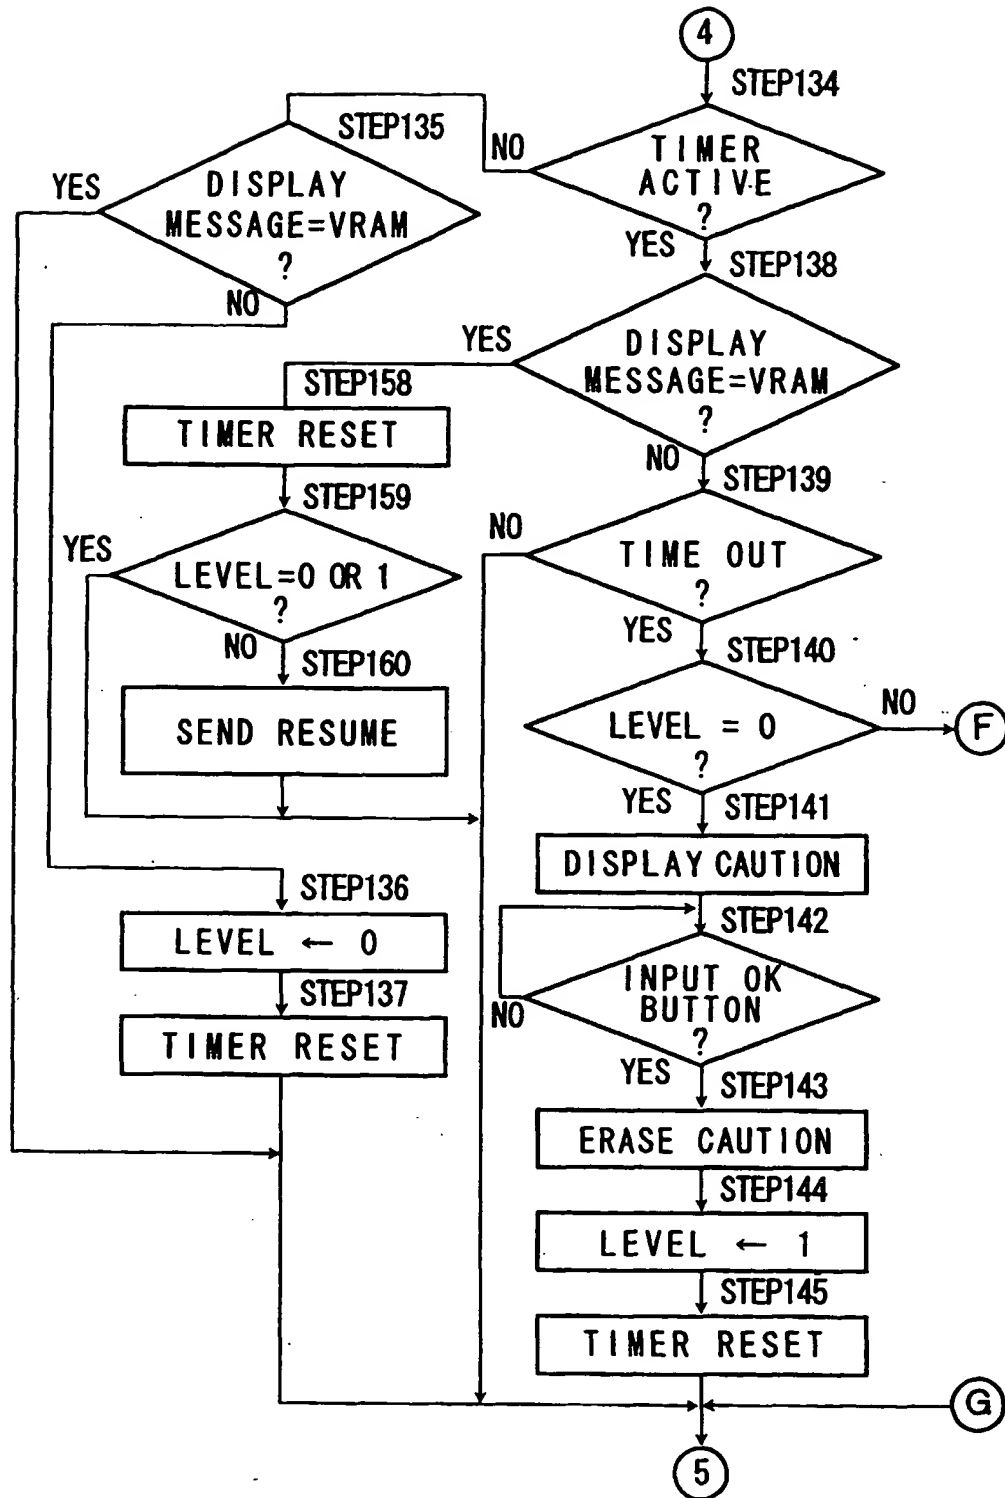 4
STEP134
TIMER
ACTIVE
?
NO
YES
STEP135
DISPLAY
MESSAGE=VRAM
?
YES
NO
STEP138
DISPLAY
MESSAGE=VRAM
?
YES
NO
STEP158
TIMER RESET
STEP159
LEVEL=0 OR 1
?
YES
NO
STEP160
SEND RESUME
STEP136
LEVEL ← 0
STEP137
TIMER RESET
STEP139
TIME OUT
?
NO
YES
STEP140
LEVEL = 0
?
NO
F
YES
STEP141
DISPLAY CAUTION
STEP142
INPUT OK
BUTTON
?
NO
YES
STEP143
ERASE CAUTION
STEP144
LEVEL ← 1
STEP145
TIMER RESET
G
5